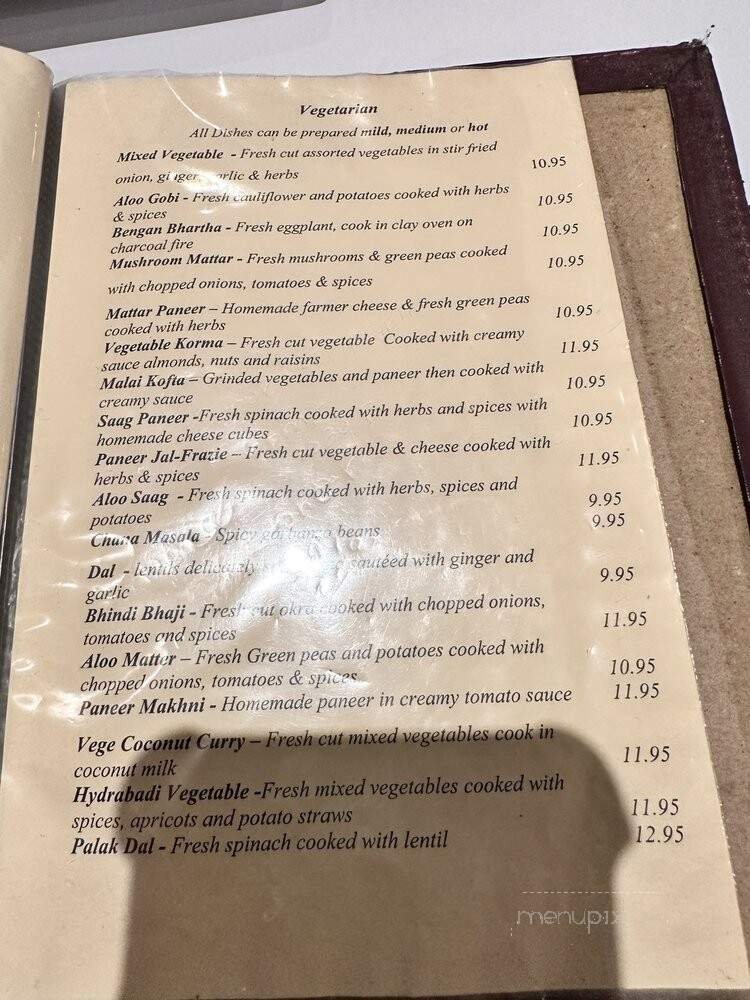 Vegetarian
All Dishes can be prepared mild, medium or hot
Mixed Vegetable - Fresh cut assorted vegetables in stir fried 10.95
onion, ginger, garlic & herbs
Aloo Gobi - Fresh cauliflower and potatoes cooked with herbs 10.95
& spices
Bengan Bhartha - Fresh eggplant, cook in clay oven on 10.95
charcoal fire
Mushroom Mattar - Fresh mushrooms & green peas cooked 10.95
with chopped onions, tomatoes & spices
Mattar Paneer – Homemade farmer cheese & fresh green peas 10.95
cooked with herbs
Vegetable Korma – Fresh cut vegetable Cooked with creamy 11.95
sauce almonds, nuts and raisins
Malai Kofta – Grinded vegetables and paneer then cooked with 10.95
creamy sauce
Saag Paneer -Fresh spinach cooked with herbs and spices with 10.95
homemade cheese cubes
Paneer Jal-Frazie – Fresh cut vegetable & cheese cooked with 11.95
herbs & spices
Aloo Saag - Fresh spinach cooked with herbs, spices and 9.95
potatoes
Chana Masala - Spicy garbanzo beans 9.95
Dal - lentils delicately sautéed with ginger and 9.95
garlic
Bhindi Bhaji - Fresh cut okra cooked with chopped onions, 11.95
tomatoes and spices
Aloo Matter – Fresh Green peas and potatoes cooked with 10.95
chopped onions, tomatoes & spices
Paneer Makhni - Homemade paneer in creamy tomato sauce 11.95
Vege Coconut Curry – Fresh cut mixed vegetables cook in 11.95
coconut milk
Hydrabadi Vegetable -Fresh mixed vegetables cooked with 11.95
spices, apricots and potato straws
Palak Dal - Fresh spinach cooked with lentil 12.95
menupix